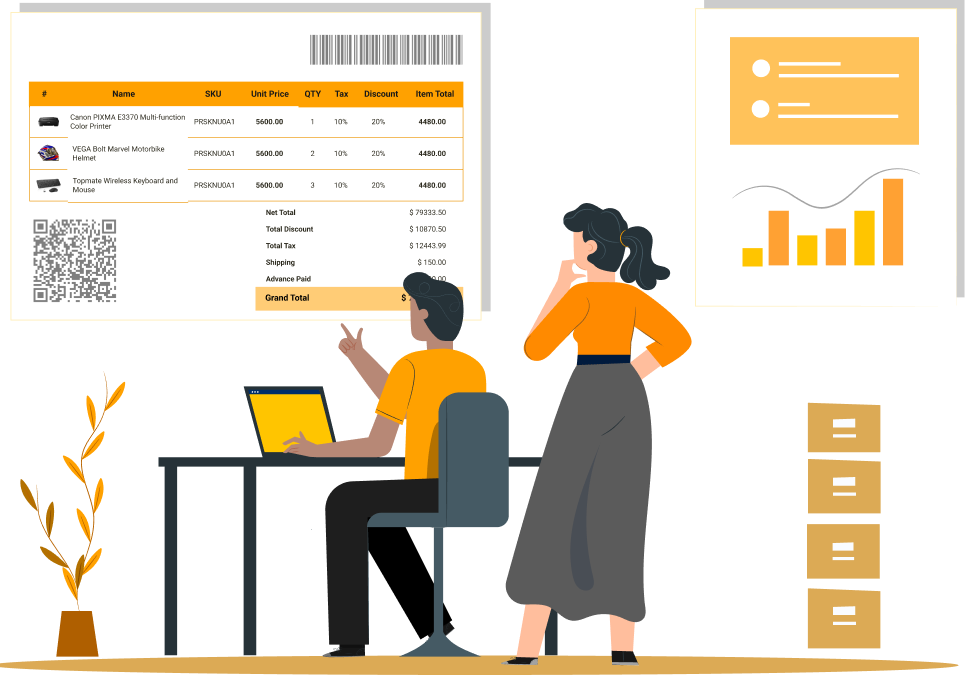 # Name SKU Unit Price QTY Tax Discount Item Total
Canon PIXMA E3370 Multi-function
Color Printer
PRSKNU0A1 5600.00 1 10% 20% 4480.00
VEGA Bolt Marvel Motorbike
Helmet
PRSKNU0A1 5600.00 2 10% 20% 4480.00
Topmate Wireless Keyboard and
Mouse
PRSKNU0A1 5600.00 3 10% 20% 4480.00
Net Total $ 79333.50
Total Discount $ 10870.50
Total Tax $ 12443.99
Shipping $ 150.00
Advance Paid
Grand Total $